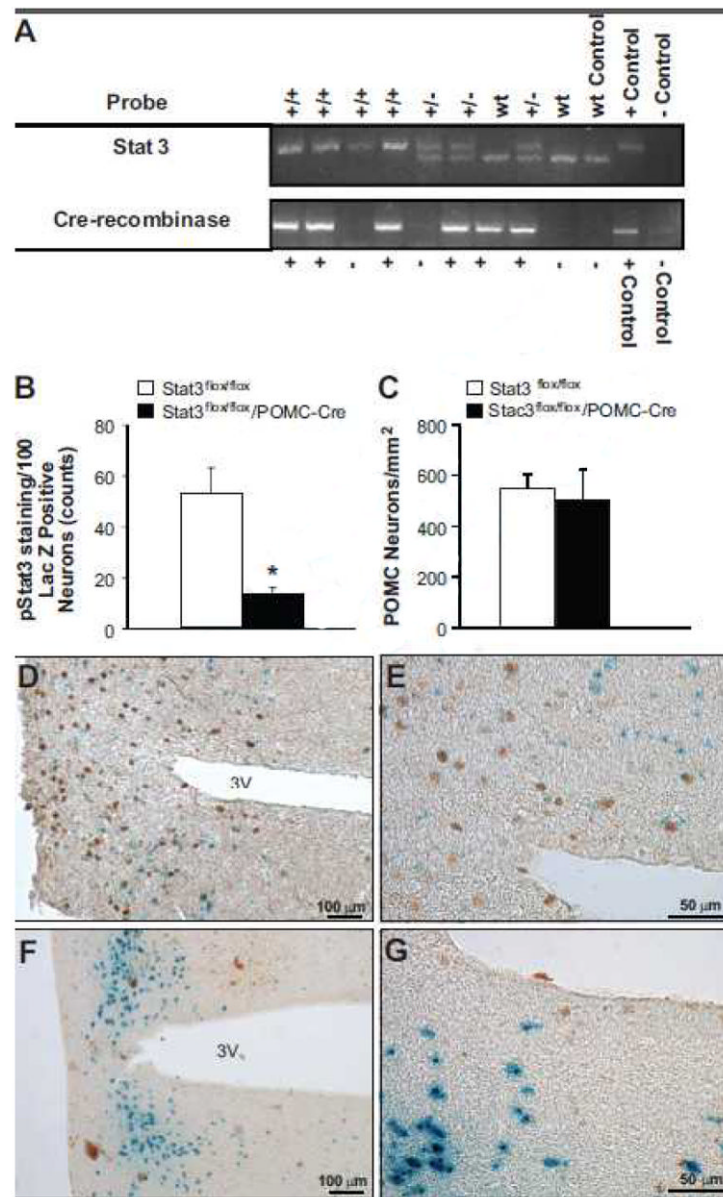 A
Probe
+/+ +/+ +/+ +/+ +/- +/- wt +/- wt wt Control + Control - Control
Stat 3
Cre-recombinase
+ + - + - + + + - - + Control - Control
B
Stat3flox/flox
Stat3flox/flox/POMC-Cre
pStat3 staining/100
Lac Z Positive
Neurons (counts)
80
60
40
20
0
*
C
Stat3 flox/flox
Stac3flox/flox/POMC-Cre
POMC Neurons/mm2
800
600
400
200
0
D
3V
100 µm
E
50 µm
F
3V
100 µm
G
50 µm